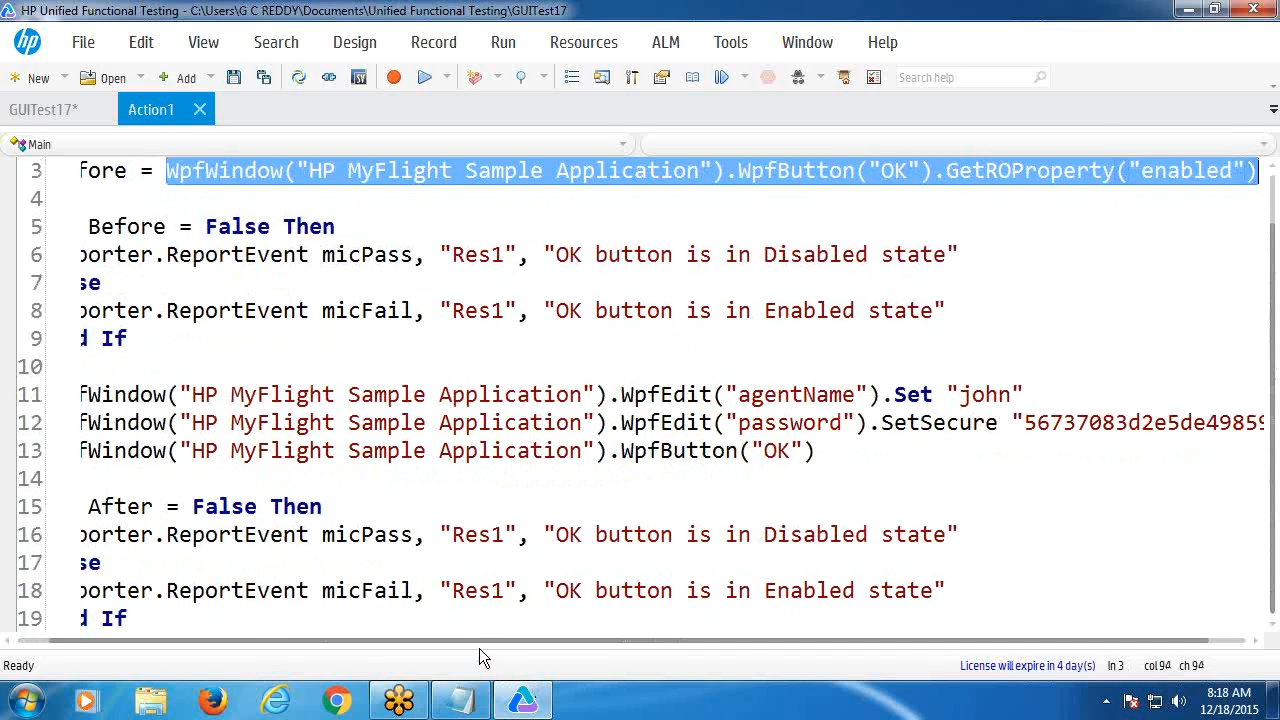 HP Unified Functional Testing - C:\Users\G C REDDY\Documents\Unified Functional Testing\GUITest17
hp File Edit View Search Design Record Run Resources ALM Tools Window Help
New Open Add Search help
GUITest17* Action1
Main
3 fore = WpfWindow("HP MyFlight Sample Application").WpfButton("OK").GetROProperty("enabled")
4
5 Before = False Then
6 porter.ReportEvent micPass, "Res1", "OK button is in Disabled state"
7 se
8 porter.ReportEvent micFail, "Res1", "OK button is in Enabled state"
9 d If
10
11 fWindow("HP MyFlight Sample Application").WpfEdit("agentName").Set "john"
12 fWindow("HP MyFlight Sample Application").WpfEdit("password").SetSecure "56737083d2e5de49859
13 fWindow("HP MyFlight Sample Application").WpfButton("OK")
14
15 After = False Then
16 porter.ReportEvent micPass, "Res1", "OK button is in Disabled state"
17 se
18 porter.ReportEvent micFail, "Res1", "OK button is in Enabled state"
19 d If
Ready License will expire in 4 day(s) ln 3 col 94 ch 94
8:18 AM
12/18/2015